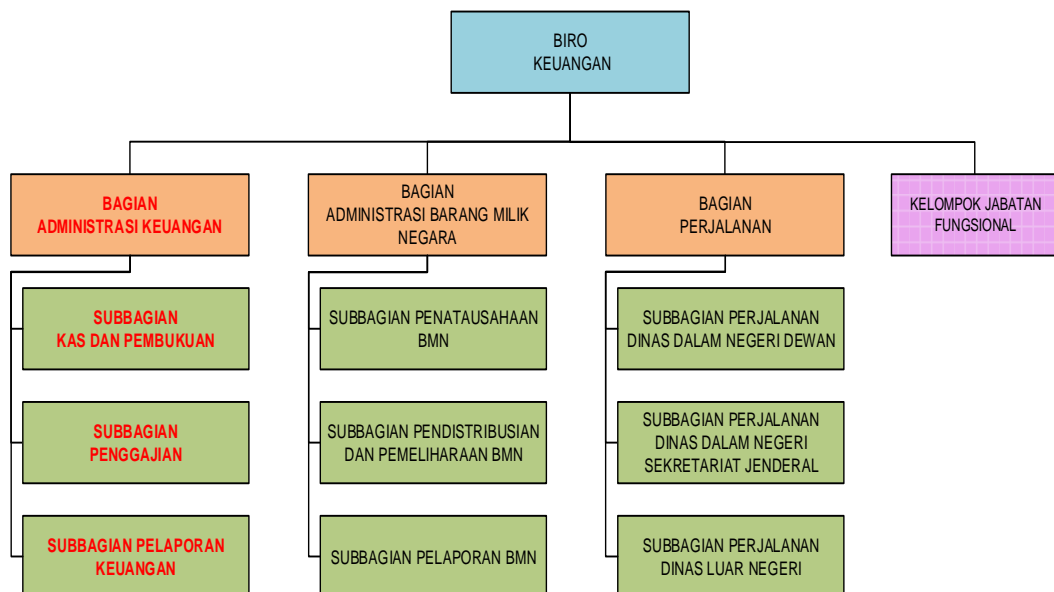 BIRO
KEUANGAN
BAGIAN
ADMINISTRASI KEUANGAN
BAGIAN
ADMINISTRASI BARANG MILIK
NEGARA
BAGIAN
PERJALANAN
KELOMPOK JABATAN
FUNGSIONAL
SUBBAGIAN
KAS DAN PEMBUKUAN
SUBBAGIAN PENATAUSAHAAN
BMN
SUBBAGIAN PERJALANAN
DINAS DALAM NEGERI DEWAN
SUBBAGIAN
PENGGAJIAN
SUBBAGIAN PENDISTRIBUSIAN
DAN PEMELIHARAAN BMN
SUBBAGIAN PERJALANAN
DINAS DALAM NEGERI
SEKRETARIAT JENDERAL
SUBBAGIAN PELAPORAN
KEUANGAN
SUBBAGIAN PELAPORAN BMN
SUBBAGIAN PERJALANAN
DINAS LUAR NEGERI